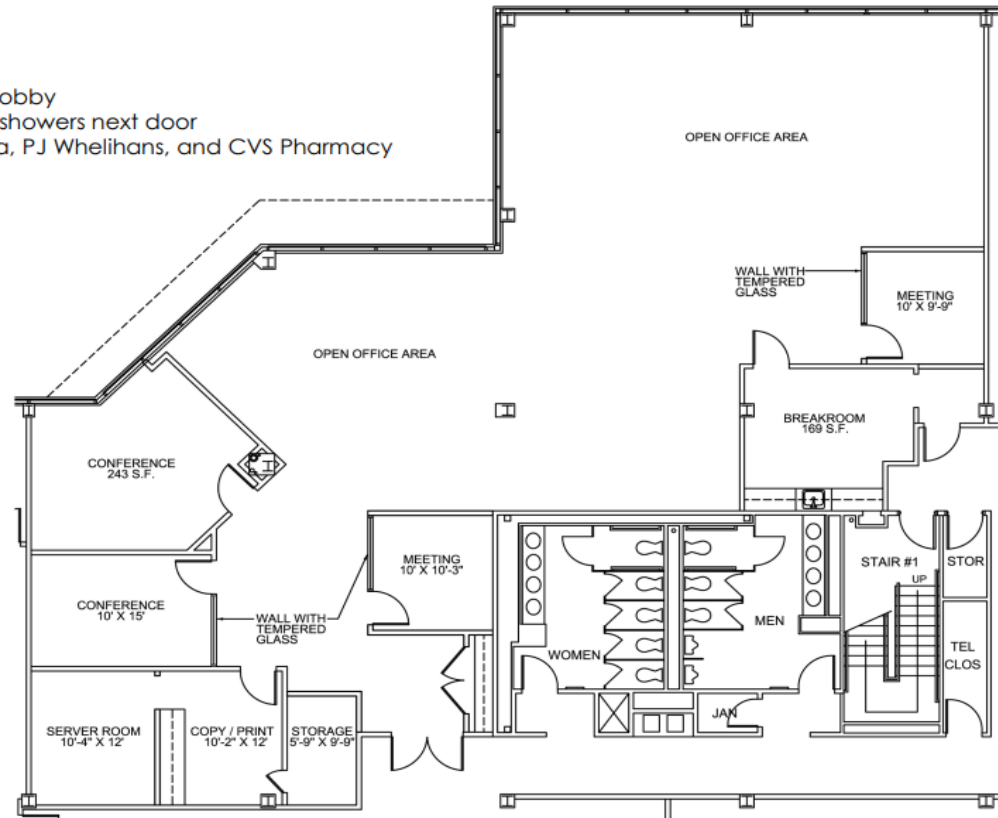 obby
showers next door
a, PJ Whelihans, and CVS Pharmacy
OPEN OFFICE AREA
WALL WITH
TEMPERED
GLASS
MEETING
10' X 9'-9"
OPEN OFFICE AREA
BREAKROOM
169 S.F.
CONFERENCE
243 S.F.
MEETING
10' X 10'-3"
STAIR #1
UP
STOR
CONFERENCE
10' X 15'
WALL WITH
TEMPERED
GLASS
WOMEN
MEN
TEL
CLOS
JAN
SERVER ROOM
10'-4" X 12'
COPY / PRINT
10'-2" X 12'
STORAGE
5'-9" X 9'-9"